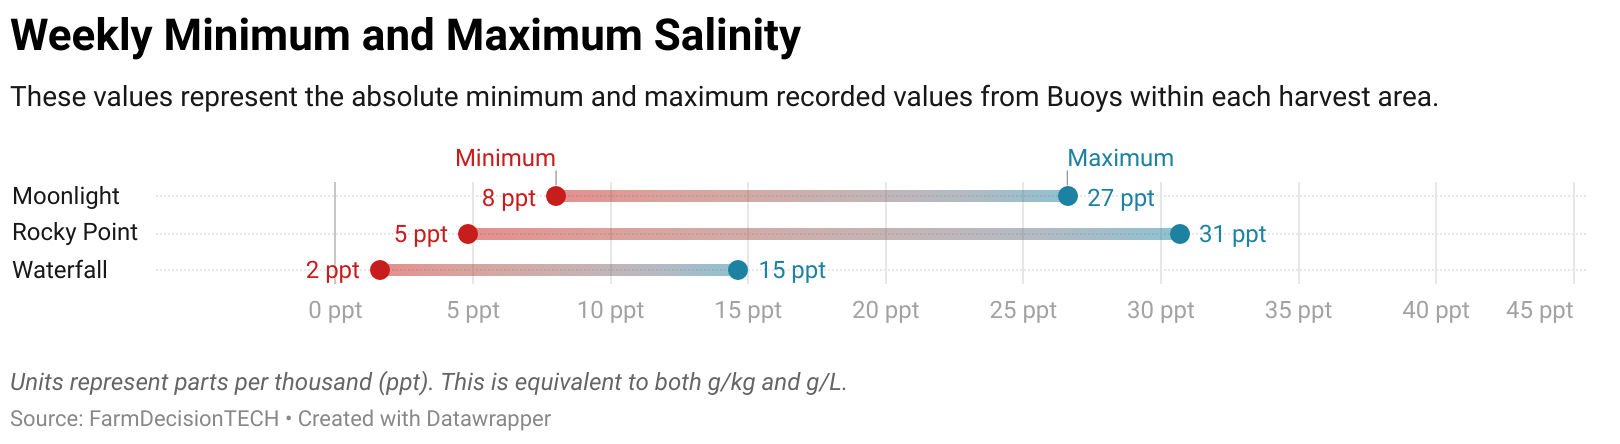 Weekly Minimum and Maximum Salinity
These values represent the absolute minimum and maximum recorded values from Buoys within each harvest area.
Minimum Maximum
Moonlight 8 ppt 27 ppt
Rocky Point 5 ppt 31 ppt
Waterfall 2 ppt 15 ppt
0 ppt 5 ppt 10 ppt 15 ppt 20 ppt 25 ppt 30 ppt 35 ppt 40 ppt 45 ppt
Units represent parts per thousand (ppt). This is equivalent to both g/kg and g/L.
Source: FarmDecisionTECH • Created with Datawrapper